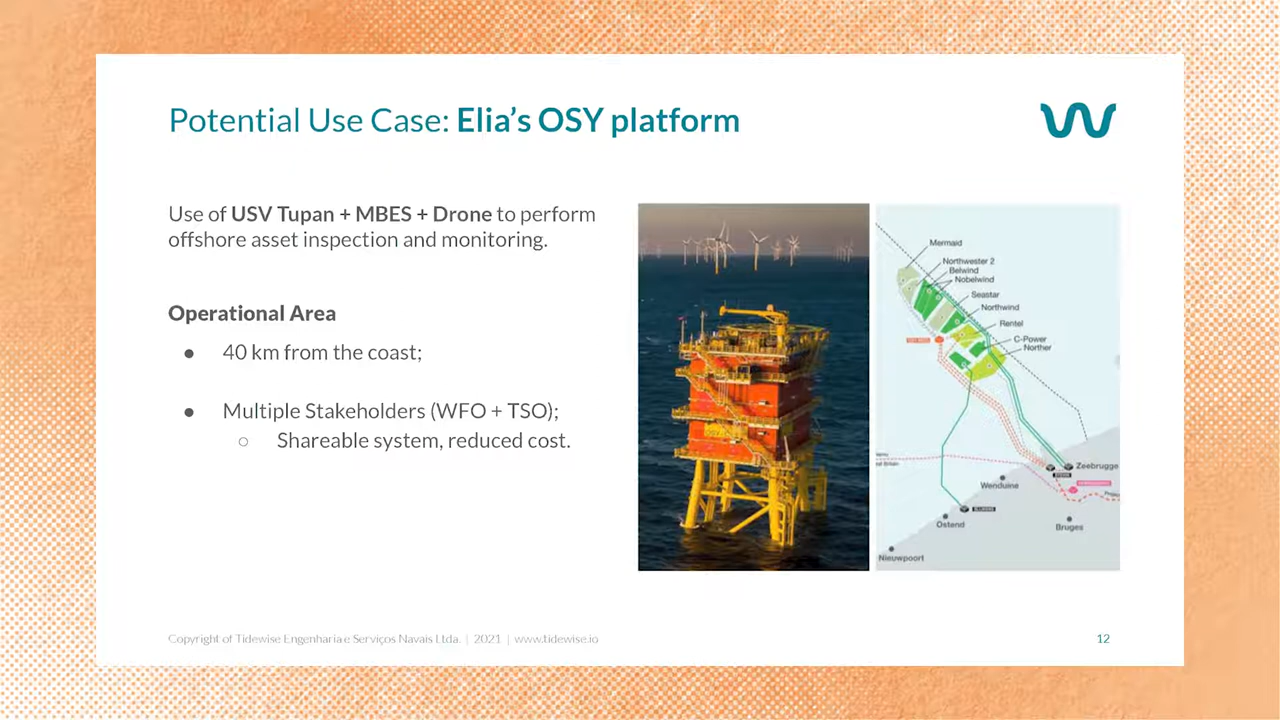 Potential Use Case: Elia's OSY platform
Use of USV Tupan + MBES + Drone to perform
offshore asset inspection and monitoring.
Operational Area
● 40 km from the coast;
● Multiple Stakeholders (WFO + TSO);
○ Shareable system, reduced cost.
Mermaid
Northwester 2
Belwind
Nobelwind
Seastar
Northwind
Rentel
C-Power
Norther
Zeebrugge
Wenduine
Ostend
Bruges
Nieuwpoort
Copyright of Tidewise Engenharia e Serviços Navais Ltda. | 2021 | www.tidewise.io
12